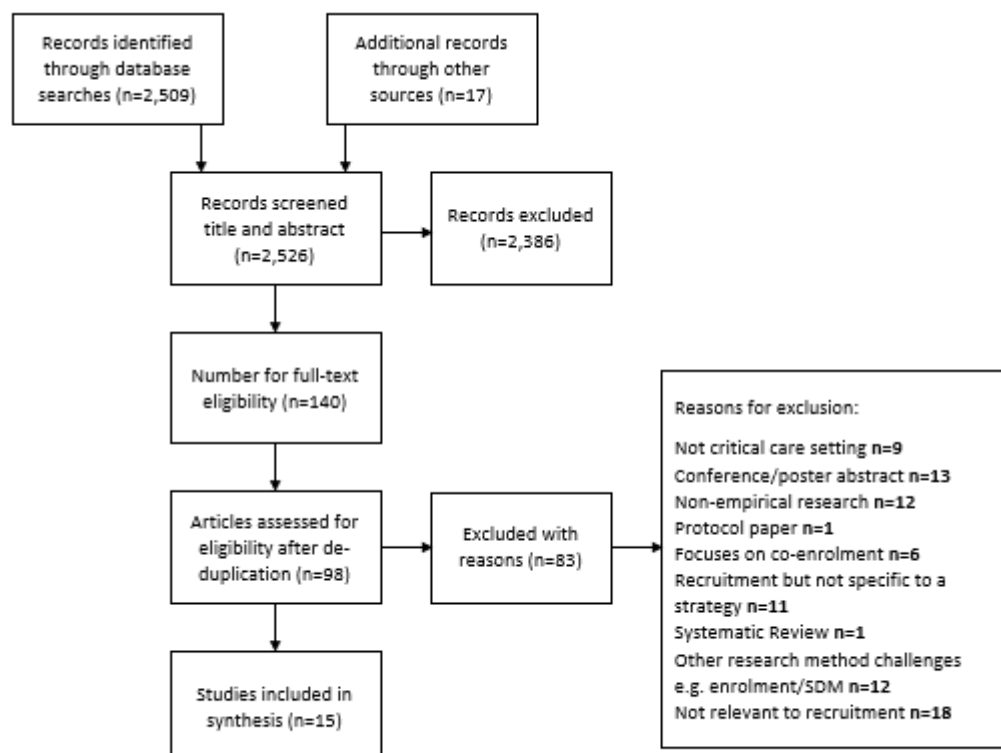 Records identified
through database
searches (n=2,509)
Additional records
through other
sources (n=17)
Records screened
title and abstract
(n=2,526)
Records excluded
(n=2,386)
Number for full-text
eligibility (n=140)
Articles assessed for
eligibility after de-
duplication (n=98)
Excluded with
reasons (n=83)
Reasons for exclusion:
Not critical care setting n=9
Conference/poster abstract n=13
Non-empirical research n=12
Protocol paper n=1
Focuses on co-enrolment n=6
Recruitment but not specific to a
strategy n=11
Systematic Review n=1
Other research method challenges
e.g. enrolment/SDM n=12
Not relevant to recruitment n=18
Studies included in
synthesis (n=15)